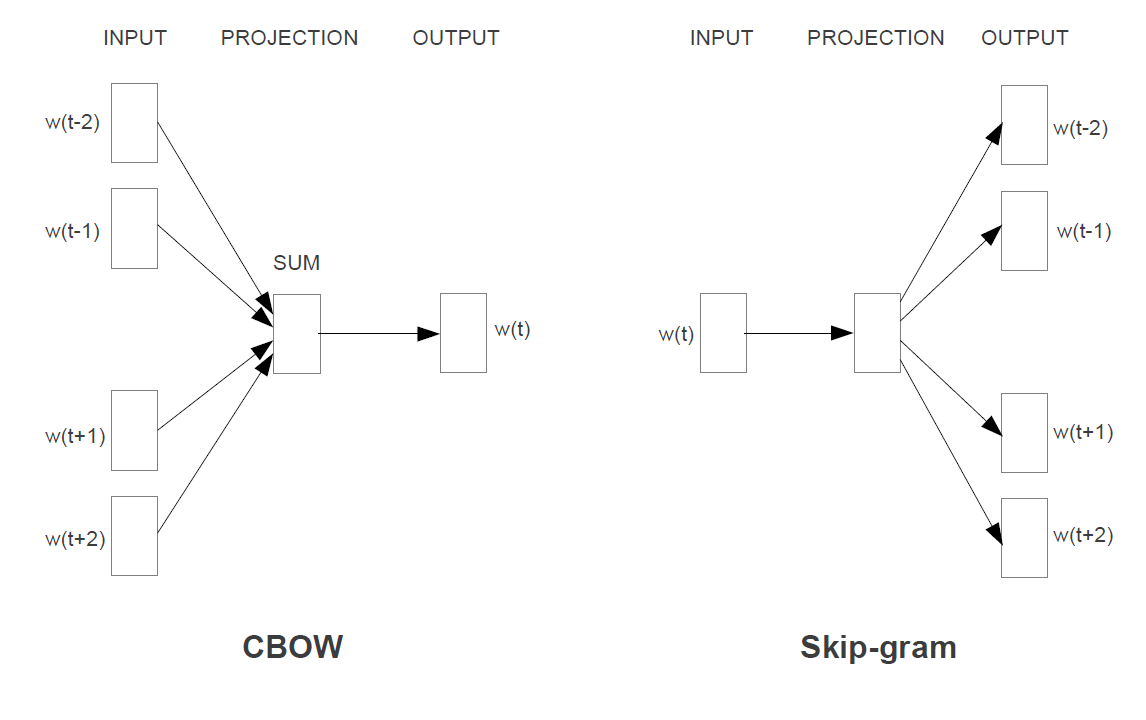 INPUT PROJECTION OUTPUT
w(t-2)
w(t-1)
SUM
w(t)
w(t+1)
w(t+2)
CBOW
INPUT PROJECTION OUTPUT
w(t-2)
w(t-1)
w(t)
w(t+1)
w(t+2)
Skip-gram